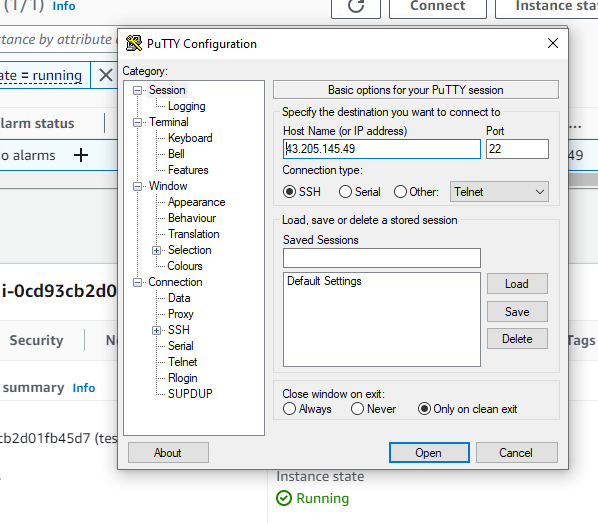 (1/1) Info
Connect
Instance sta
stance by attribute
ate = running
larm status
...
o alarms
49
i-0cd93cb2d0
Security
Tags
summary Info
cb2d01fb45d7 (tes
Instance state
Running
PuTTY Configuration
Category:
Session
Logging
Terminal
Keyboard
Bell
Features
Window
Appearance
Behaviour
Translation
Selection
Colours
Connection
Data
Proxy
SSH
Serial
Telnet
Rlogin
SUPDUP
Basic options for your PuTTY session
Specify the destination you want to connect to
Host Name (or IP address) Port
43.205.145.49 22
Connection type:
SSH Serial Other: Telnet
Load, save or delete a stored session
Saved Sessions
Default Settings
Load
Save
Delete
Close window on exit:
Always Never Only on clean exit
About Open Cancel